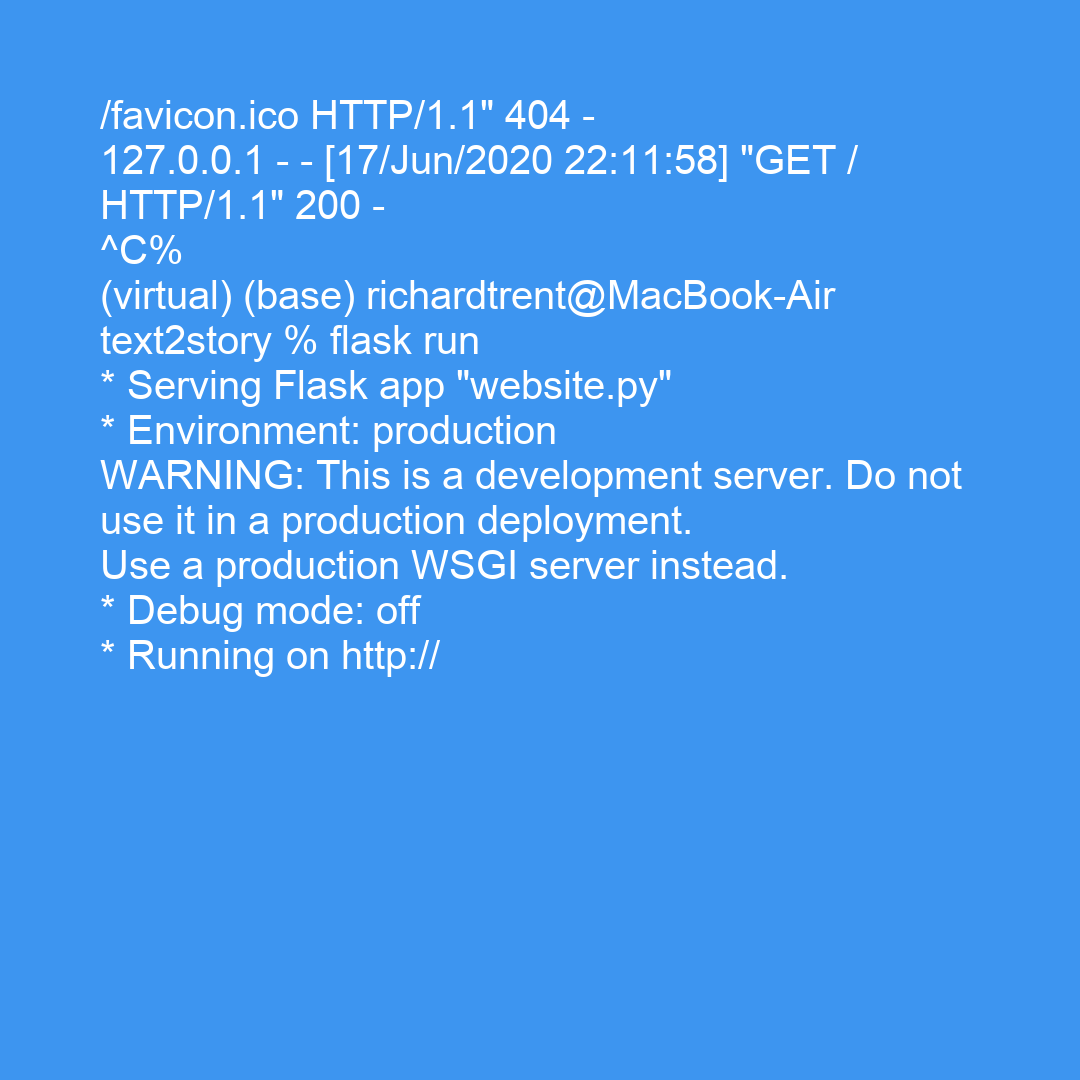 /favicon.ico HTTP/1.1" 404 -
127.0.0.1 - - [17/Jun/2020 22:11:58] "GET /
HTTP/1.1" 200 -
^C%
(virtual) (base) richardtrent@MacBook-Air
text2story % flask run
* Serving Flask app "website.py"
* Environment: production
WARNING: This is a development server. Do not
use it in a production deployment.
Use a production WSGI server instead.
* Debug mode: off
* Running on http://